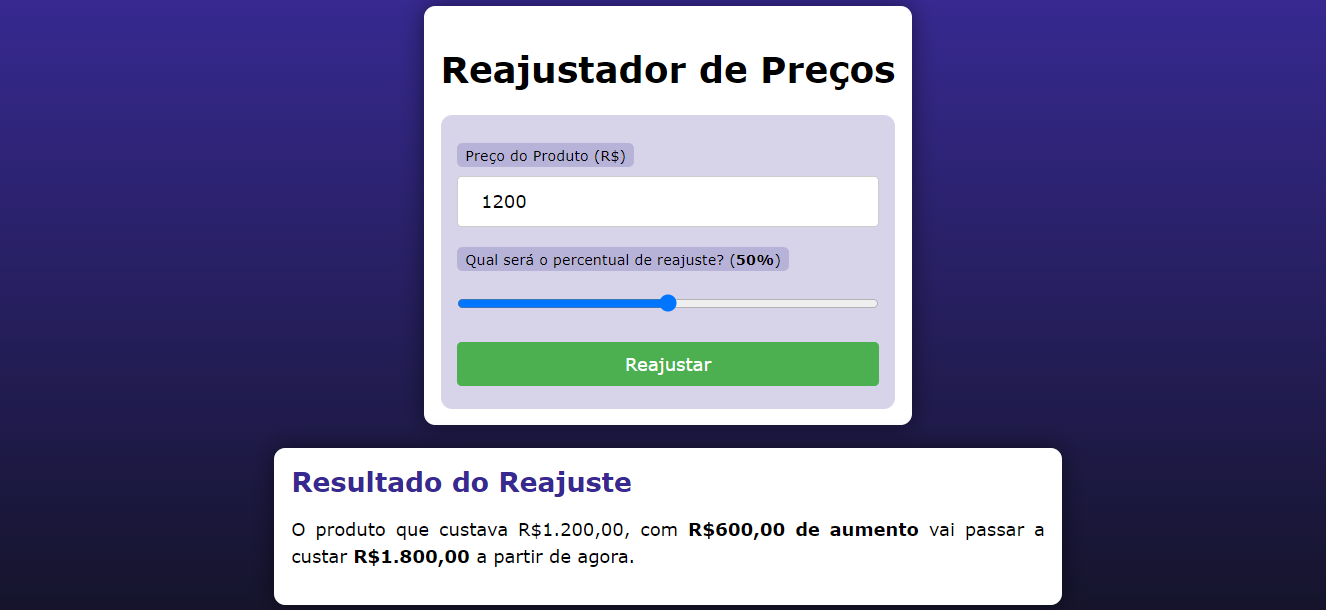 Reajustador de Preços
Preço do Produto (R$)
1200
Qual será o percentual de reajuste? (50%)
Reajustar
Resultado do Reajuste
O produto que custava R$1.200,00, com R$600,00 de aumento vai passar a
custar R$1.800,00 a partir de agora.